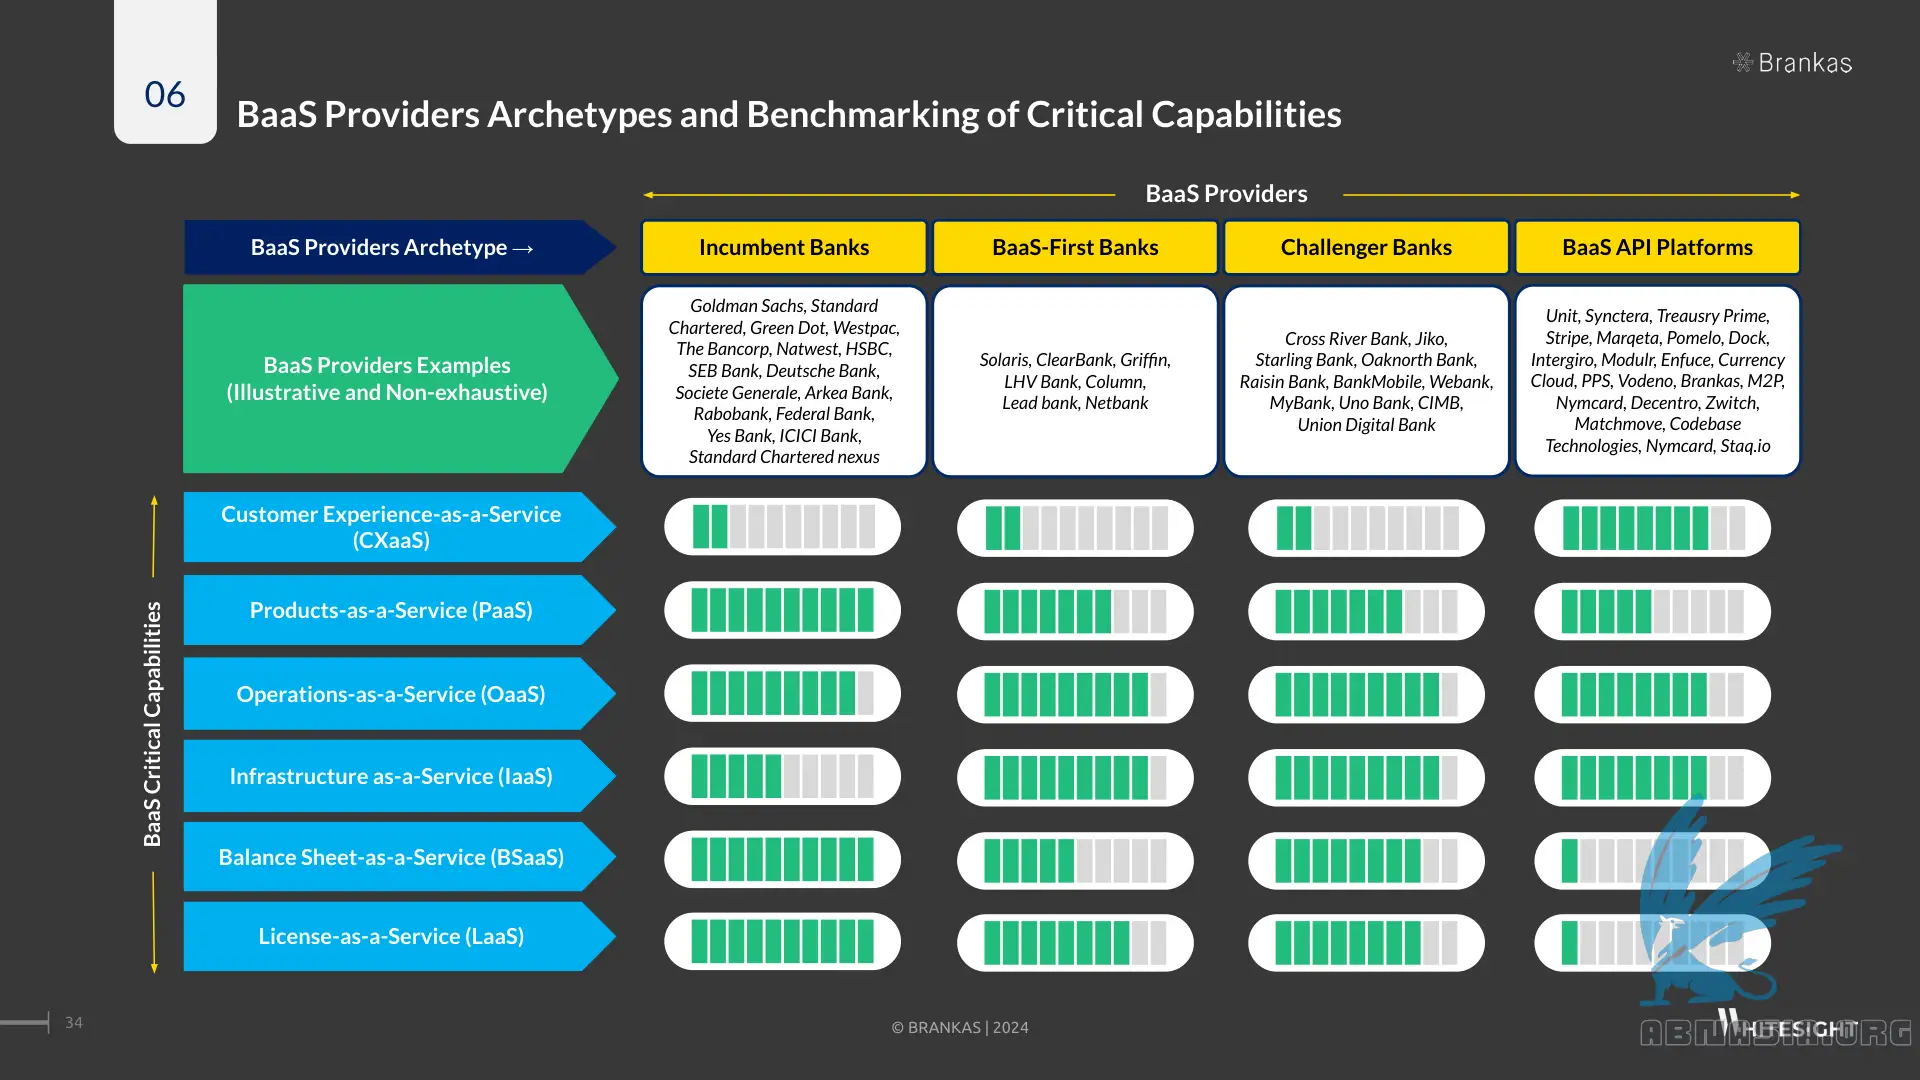 06
Brankas
BaaS Providers Archetypes and Benchmarking of Critical Capabilities
BaaS Providers
BaaS Providers Archetype →
Incumbent Banks
BaaS-First Banks
Challenger Banks
BaaS API Platforms
BaaS Providers Examples
(Illustrative and Non-exhaustive)
Goldman Sachs, Standard
Chartered, Green Dot, Westpac,
The Bancorp, Natwest, HSBC,
SEB Bank, Deutsche Bank,
Societe Generale, Arkea Bank,
Rabobank, Federal Bank,
Yes Bank, ICICI Bank,
Standard Chartered nexus
Solaris, ClearBank, Griffin,
LHV Bank, Column,
Lead bank, Netbank
Cross River Bank, Jiko,
Starling Bank, Oaknorth Bank,
Raisin Bank, BankMobile, Webank,
MyBank, Uno Bank, CIMB,
Union Digital Bank
Unit, Synctera, Treausry Prime,
Stripe, Marqeta, Pomelo, Dock,
Intergiro, Modulr, Enfuce, Currency
Cloud, PPS, Vodeno, Brankas, M2P,
Nymcard, Decentro, Zwitch,
Matchmove, Codebase
Technologies, Nymcard, Staq.io
BaaS Critical Capabilities
Customer Experience-as-a-Service
(CXaaS)
Products-as-a-Service (PaaS)
Operations-as-a-Service (OaaS)
Infrastructure as-a-Service (IaaS)
Balance Sheet-as-a-Service (BSaaS)
License-as-a-Service (LaaS)
34
© BRANKAS | 2024
WHITESIGHT
ABNASIA.ORG